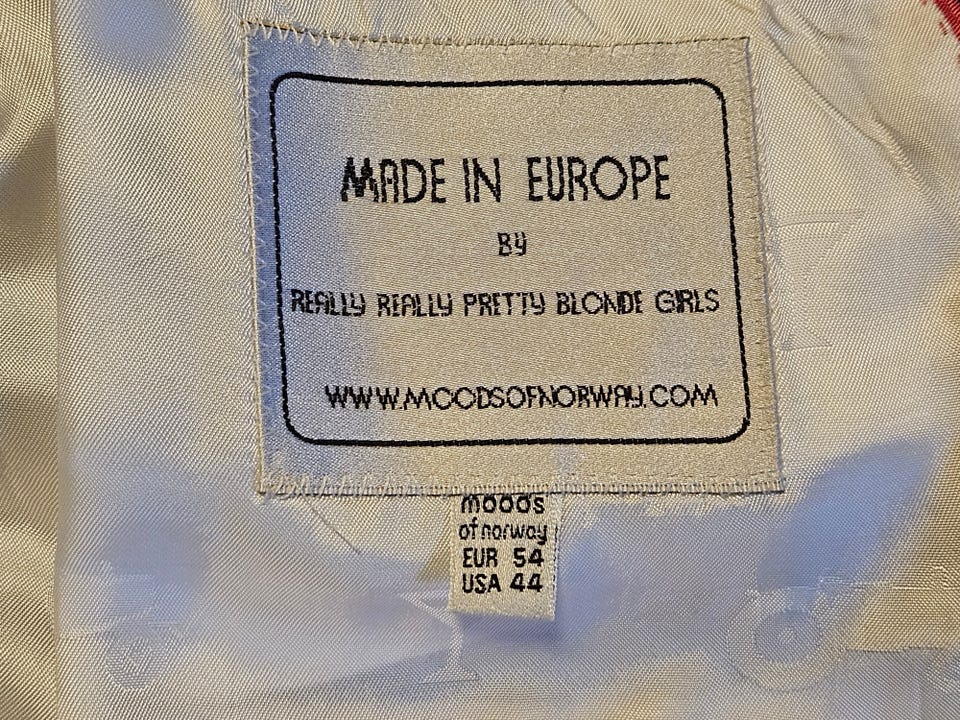 MADE IN EUROPE
BY
REALLY REALLY PRETTY BLONDE GIRLS
WWW.MOODSOFNORWAY.COM
moods
of norway
EUR 54
USA 44